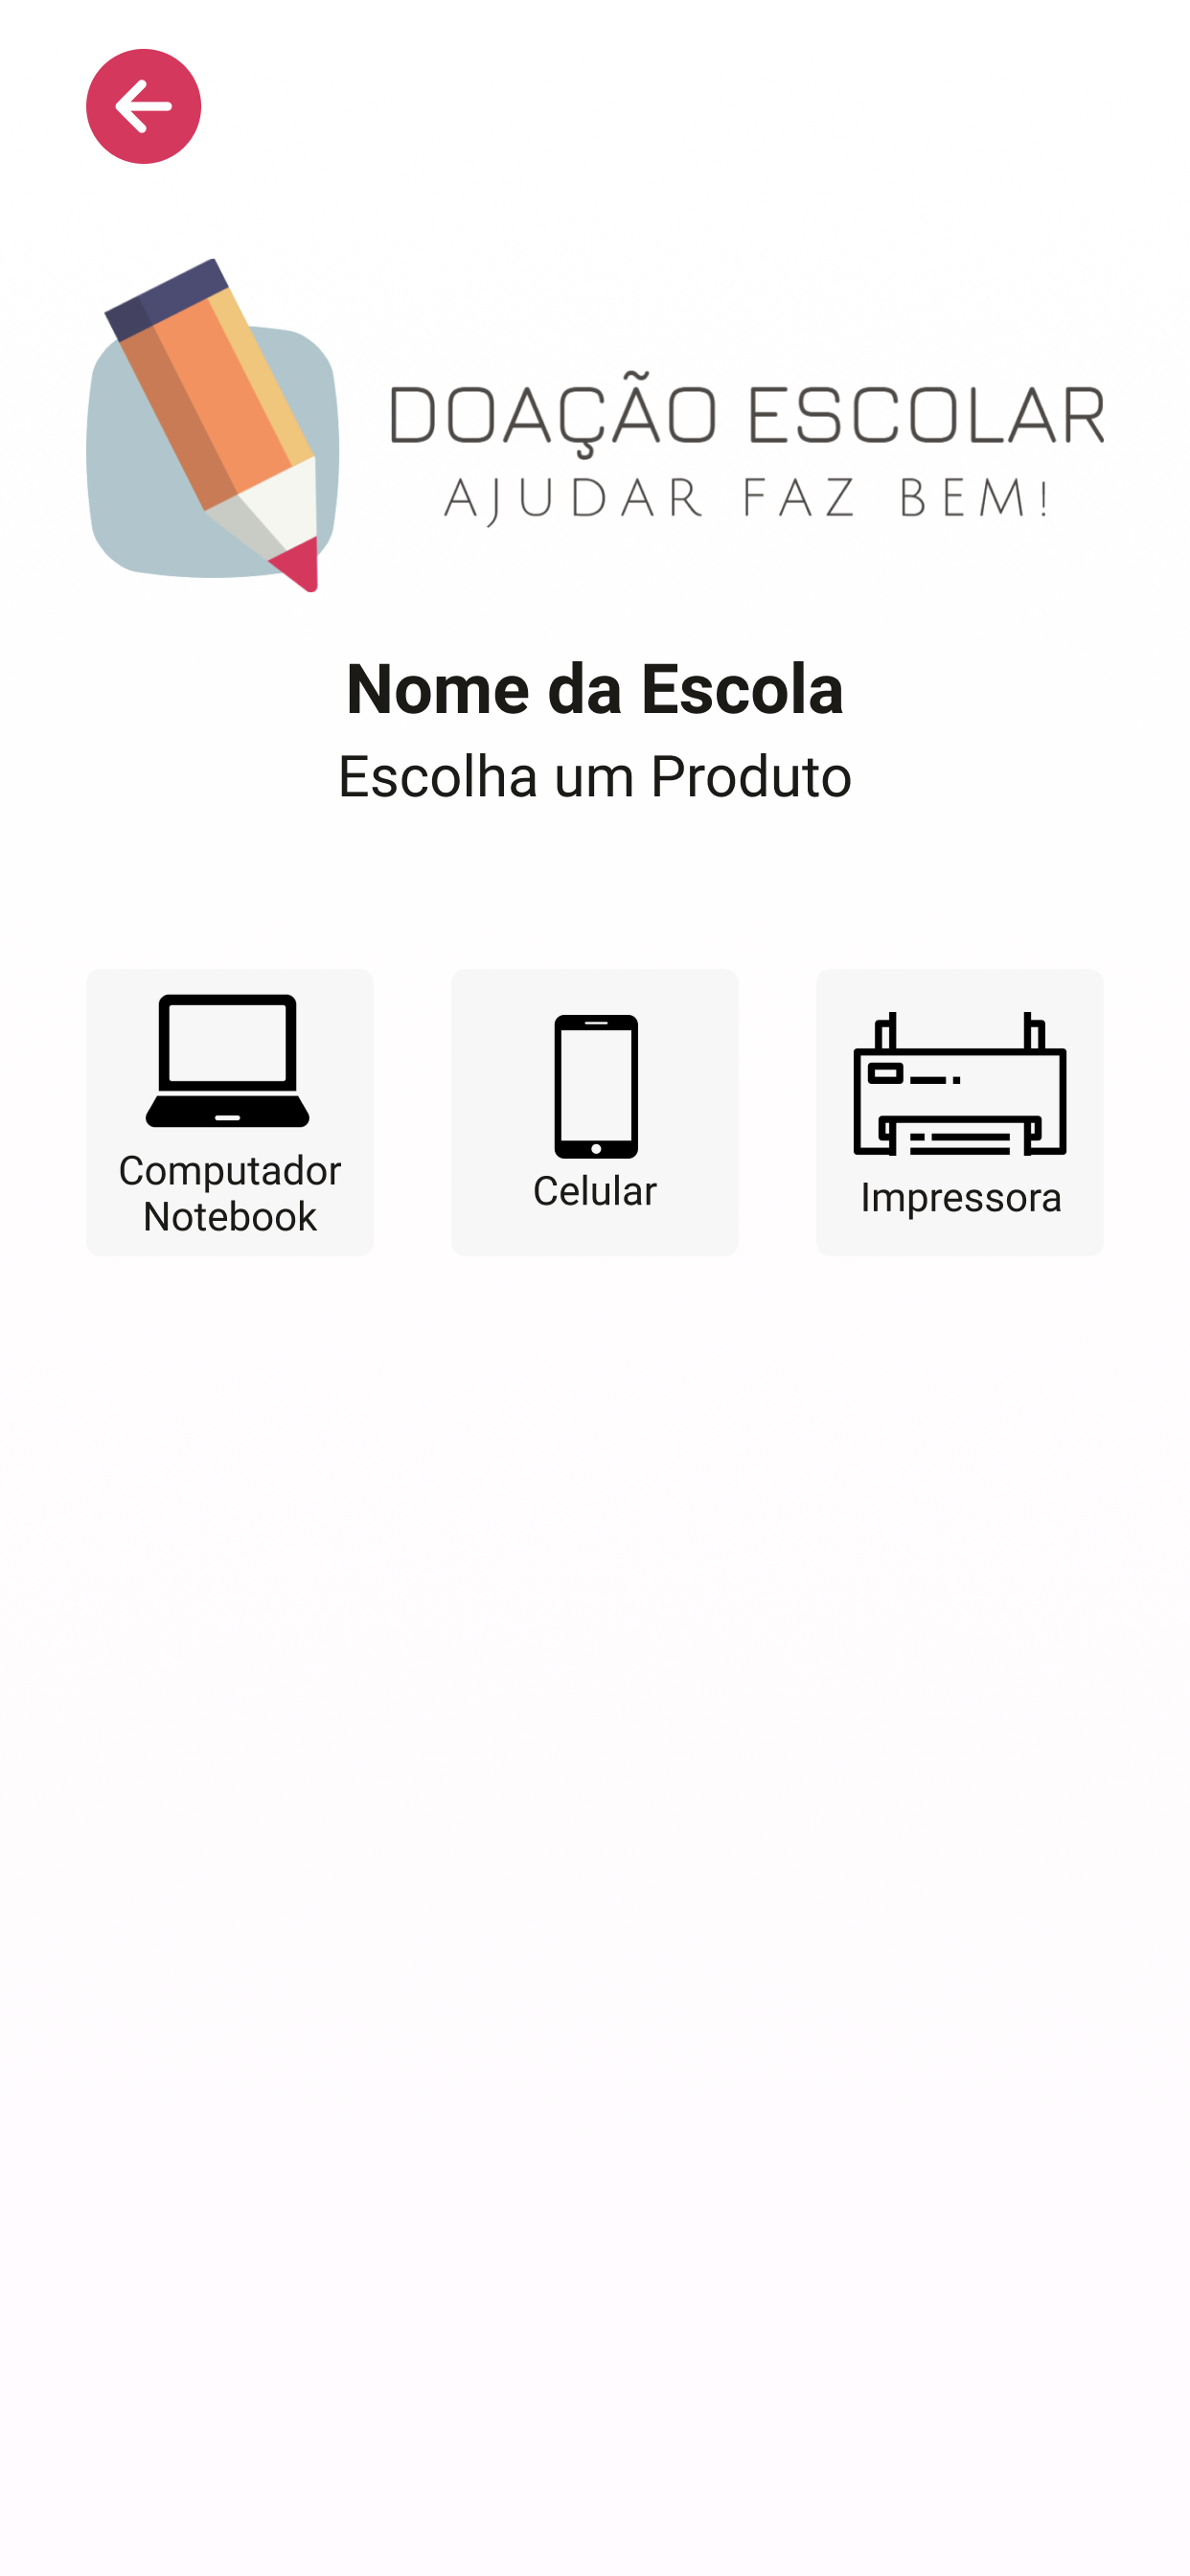 DOAÇÃO ESCOLAR
AJUDAR FAZ BEM!
Nome da Escola
Escolha um Produto
Computador
Notebook
Celular
Impressora